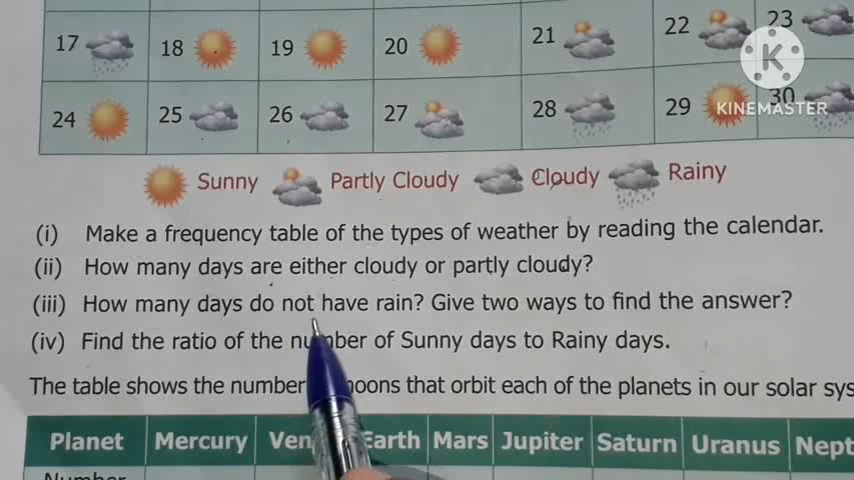 17 18 19 20 21 22 23
24 25 26 27 28 29 30
K
KINEMASTER
Sunny Partly Cloudy Cloudy Rainy
(i) Make a frequency table of the types of weather by reading the calendar.
(ii) How many days are either cloudy or partly cloudy?
(iii) How many days do not have rain? Give two ways to find the answer?
(iv) Find the ratio of the number of Sunny days to Rainy days.
The table shows the number moons that orbit each of the planets in our solar sys
Planet Mercury Ven Earth Mars Jupiter Saturn Uranus Nept
Number